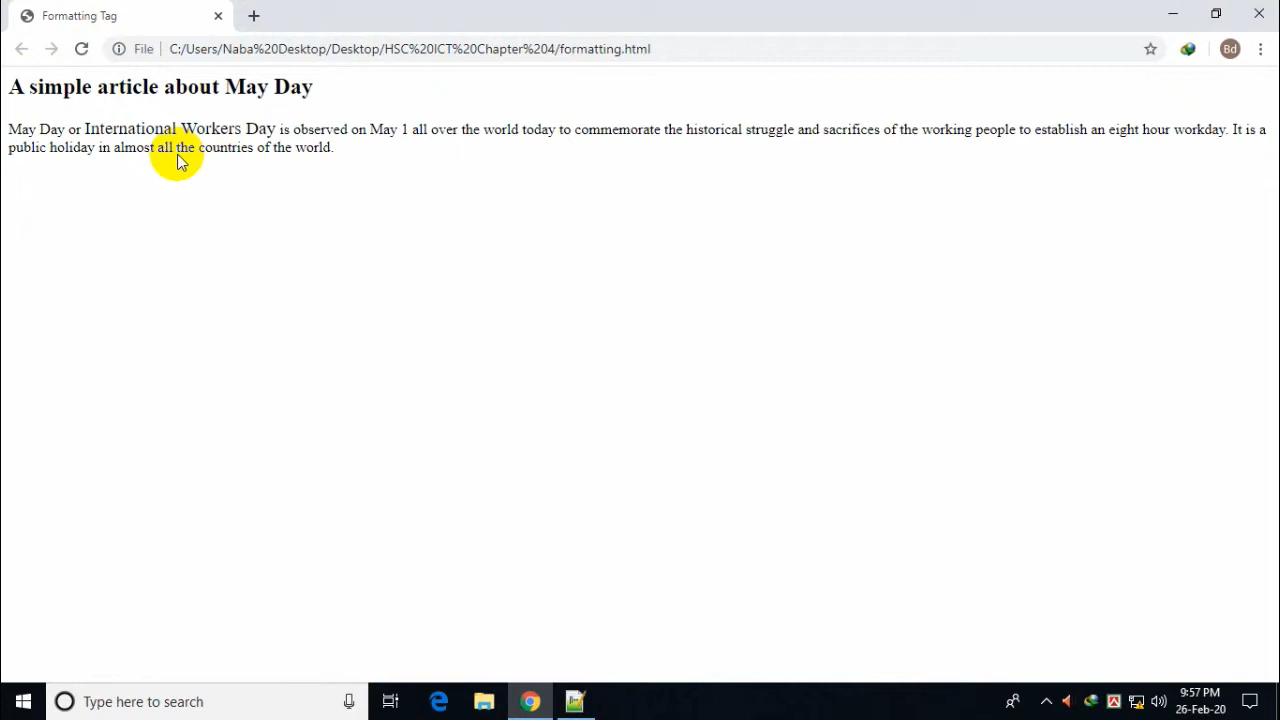 Formatting Tag
File
C:/Users/Naba%20Desktop/Desktop/HSC%20ICT%20Chapter%204/formatting.html
Bd
A simple article about May Day
May Day or International Workers Day is observed on May 1 all over the world today to commemorate the historical struggle and sacrifices of the working people to establish an eight hour workday. It is a
public holiday in almost all the countries of the world.
Type here to search
9:57 PM
26-Feb-20